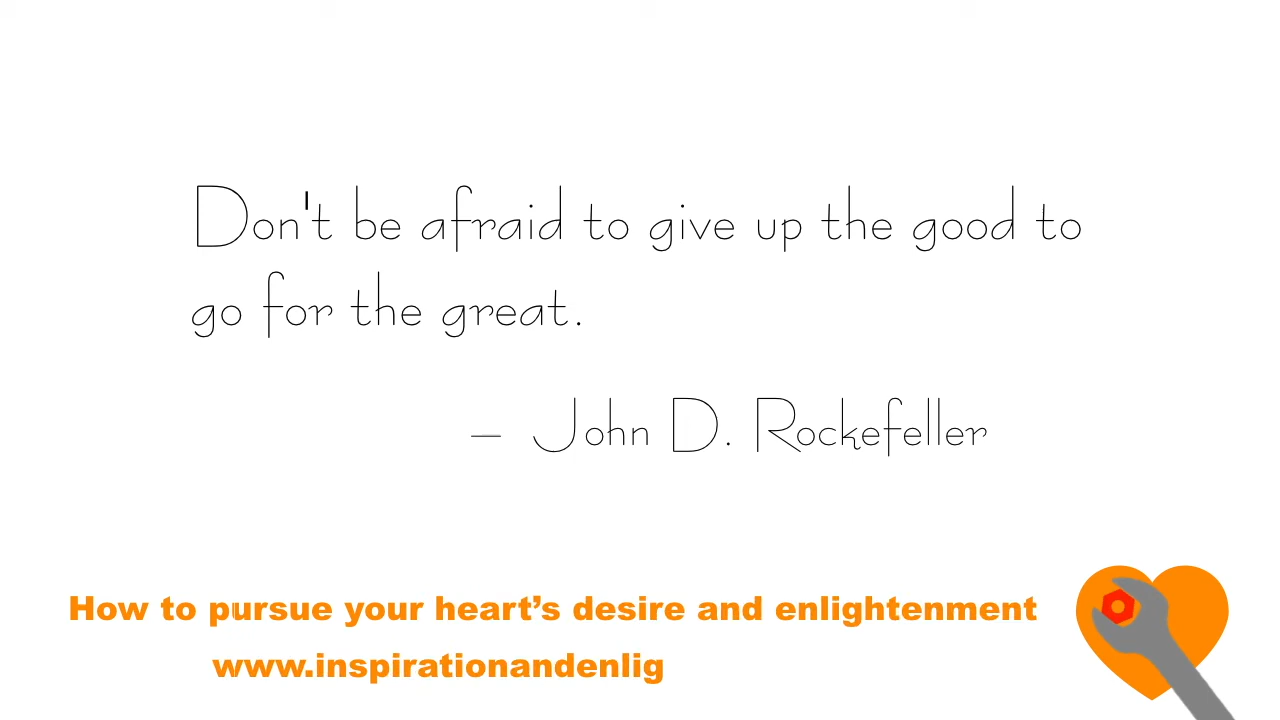 Don't be afraid to give up the good to
go for the great.
– John D. Rockefeller
How to pursue your heart’s desire and enlightenment
www.inspirationandenlig